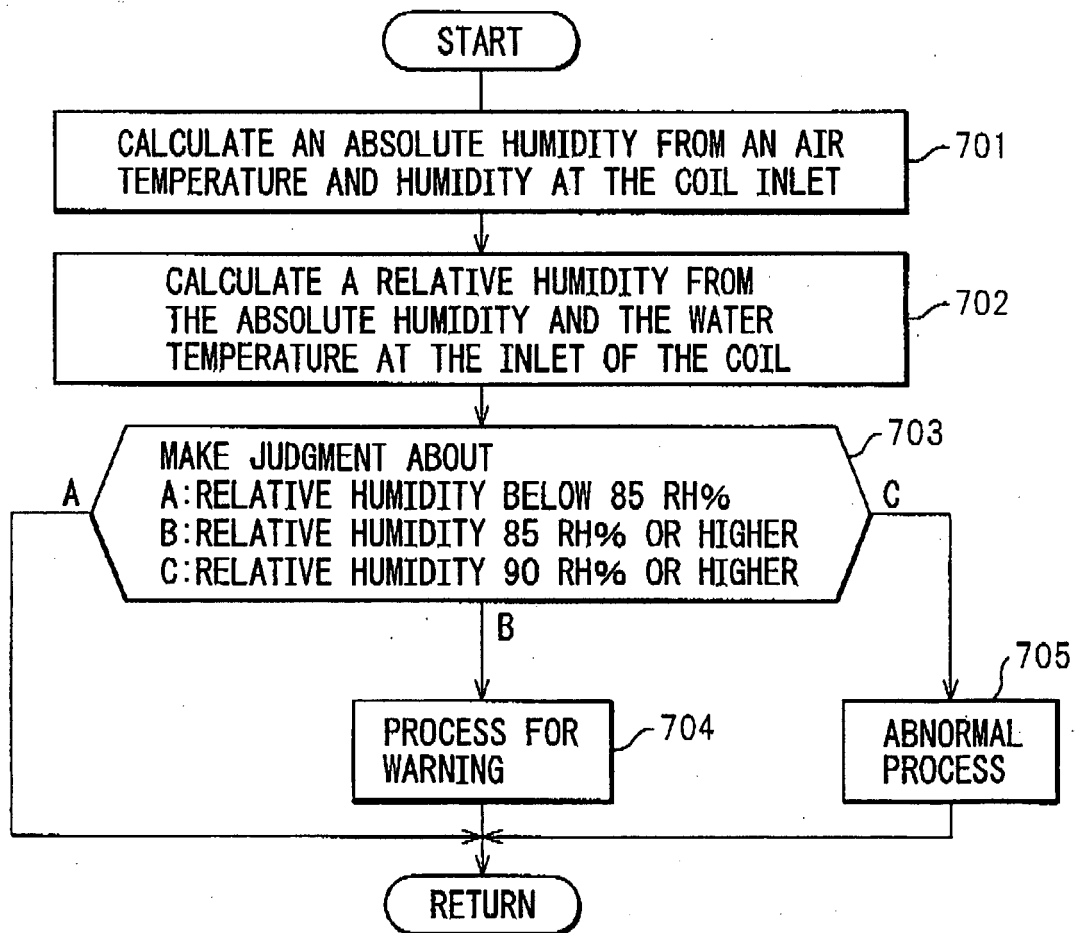 START
CALCULATE AN ABSOLUTE HUMIDITY FROM AN AIR
TEMPERATURE AND HUMIDITY AT THE COIL INLET
701
CALCULATE A RELATIVE HUMIDITY FROM
THE ABSOLUTE HUMIDITY AND THE WATER
TEMPERATURE AT THE INLET OF THE COIL
702
703
MAKE JUDGMENT ABOUT
A:RELATIVE HUMIDITY BELOW 85 RH%
B:RELATIVE HUMIDITY 85 RH% OR HIGHER
C:RELATIVE HUMIDITY 90 RH% OR HIGHER
A
C
B
PROCESS FOR
WARNING
704
705
ABNORMAL
PROCESS
RETURN